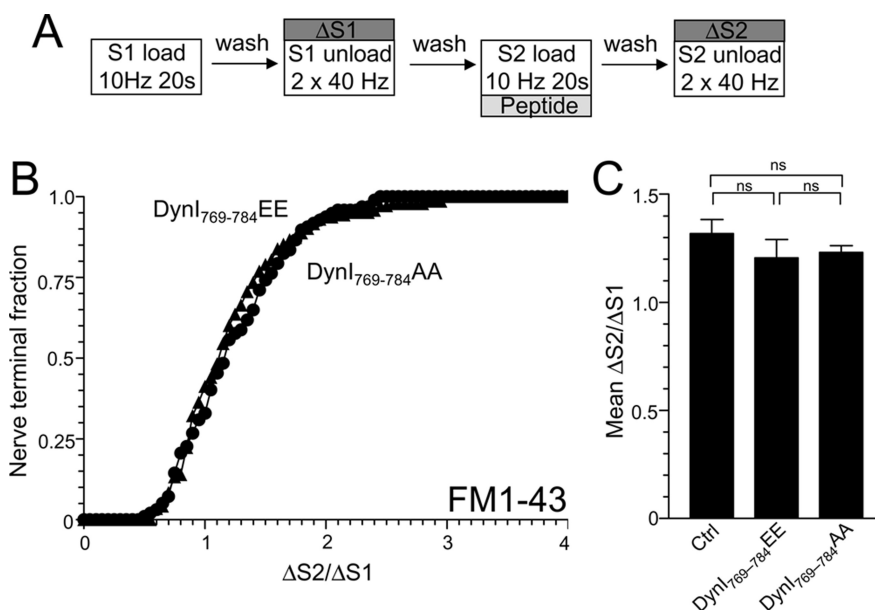 A
S1 load
10Hz 20s
wash
ΔS1
S1 unload
2 x 40 Hz
wash
S2 load
10 Hz 20s
Peptide
wash
ΔS2
S2 unload
2 x 40 Hz
B
Nerve terminal fraction
1.0
0.75
0.5
0.25
0
DynI769-784EE
DynI769-784AA
FM1-43
0 1 2 3 4
ΔS2/ΔS1
C
ns
ns ns
Mean ΔS2/ΔS1
1.5
1.0
0.5
0
Ctrl
DynI769–784EE
DynI769–784AA